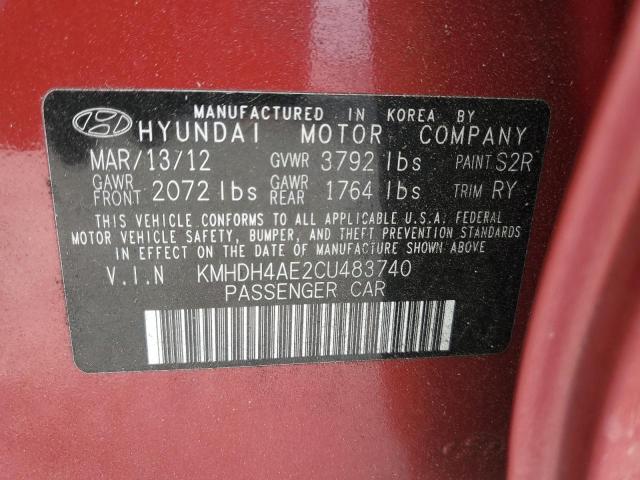 MANUFACTURED IN KOREA BY
HYUNDAI MOTOR COMPANY
MAR/13/12 GVWR 3792 lbs PAINT S2R
GAWR FRONT 2072 lbs GAWR REAR 1764 lbs TRIM RY
THIS VEHICLE CONFORMS TO ALL APPLICABLE U.S.A. FEDERAL
MOTOR VEHICLE SAFETY, BUMPER, AND THEFT PREVENTION STANDARDS
IN EFFECT ON THE DATE OF MANUFACTURE SHOWN ABOVE
V.I.N KMHDH4AE2CU483740
PASSENGER CAR